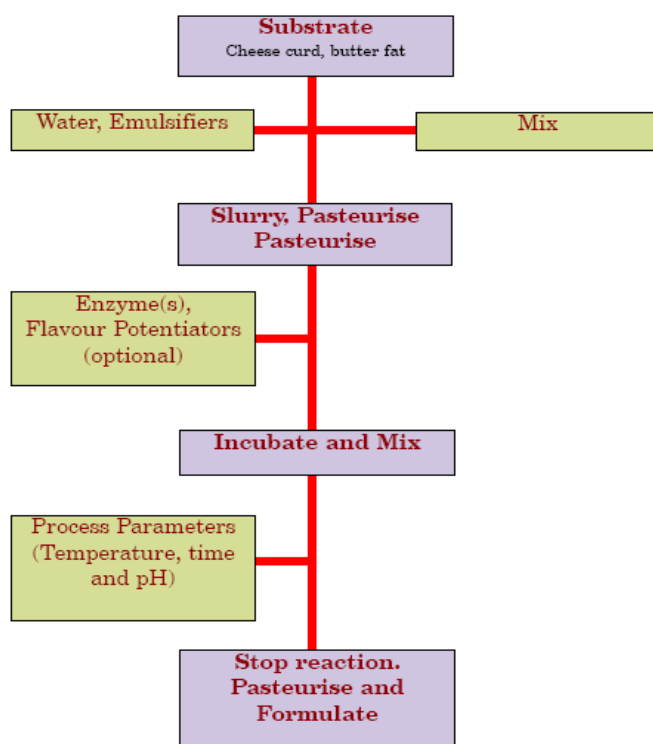 Substrate
Cheese curd, butter fat
Water, Emulsifiers
Mix
Slurry, Pasteurise
Pasteurise
Enzyme(s),
Flavour Potentiators
(optional)
Incubate and Mix
Process Parameters
(Temperature, time
and pH)
Stop reaction.
Pasteurise and
Formulate